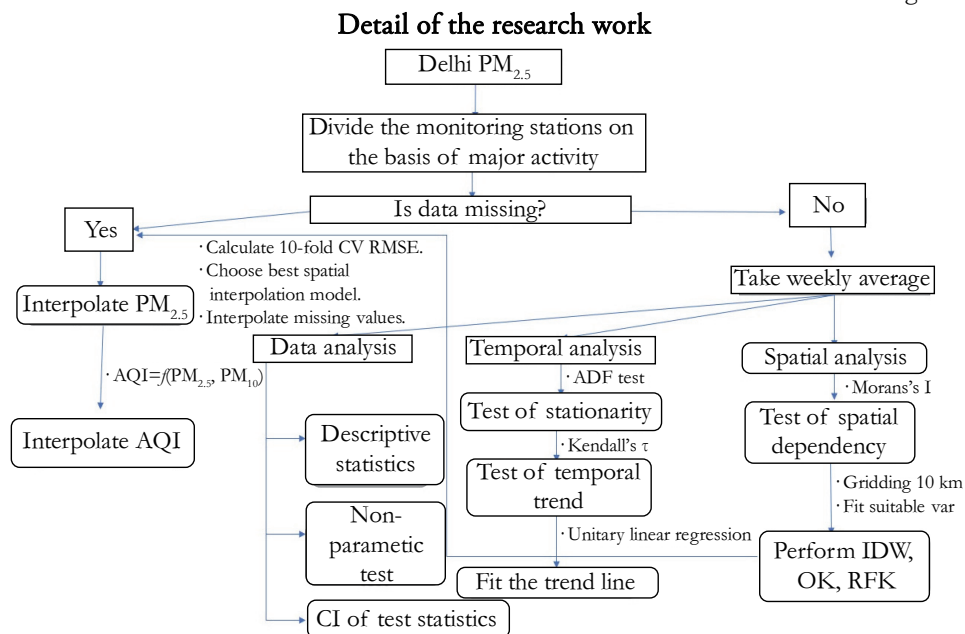 Detail of the research work
Delhi PM2.5
Divide the monitoring stations on
the basis of major activity
Is data missing?
No
Yes
· Calculate 10-fold CV RMSE.
· Choose best spatial
interpolation model.
· Interpolate missing values.
Take weekly average
Interpolate PM2.5
Data analysis
Temporal analysis
Spatial analysis
· AQI=f(PM2.5, PM10)
· ADF test
· Morans's I
Interpolate AQI
Descriptive
statistics
Test of stationarity
Test of spatial
dependency
· Kendall's τ
Test of temporal
trend
· Gridding 10 km
· Fit suitable var
Non-
parametic
test
· Unitary linear regression
Perform IDW,
OK, RFK
Fit the trend line
CI of test statistics